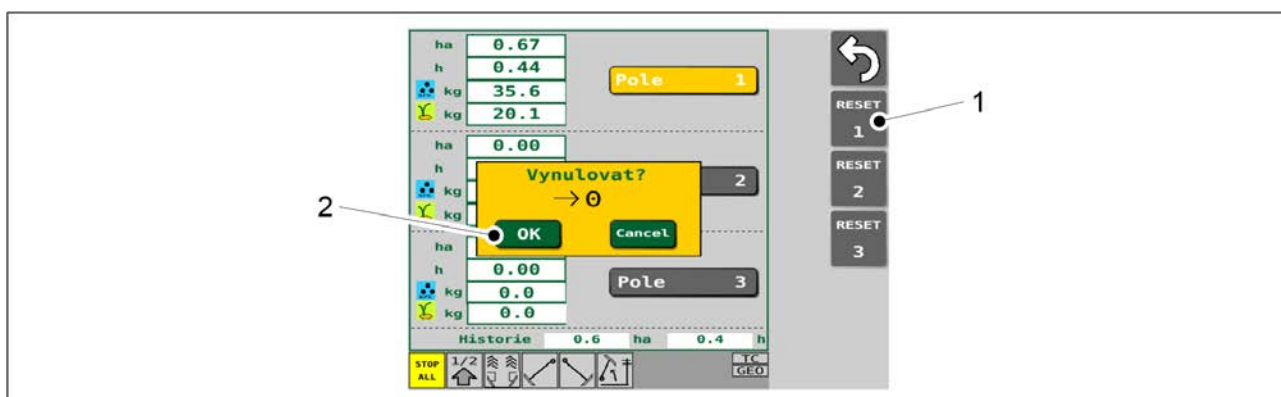 ha 0.67
h 0.44
Pole 1
kg 35.6
kg 20.1
RESET
1
1
ha 0.00
h
2
kg
kg
Vynulovat?
→0
OK Cancel
2
RESET
2
RESET
3
ha
h 0.00
Pole 3
kg 0.0
kg 0.0
Historie 0.6 ha 0.4 h
STOP
ALL
1/2
TC
GEO